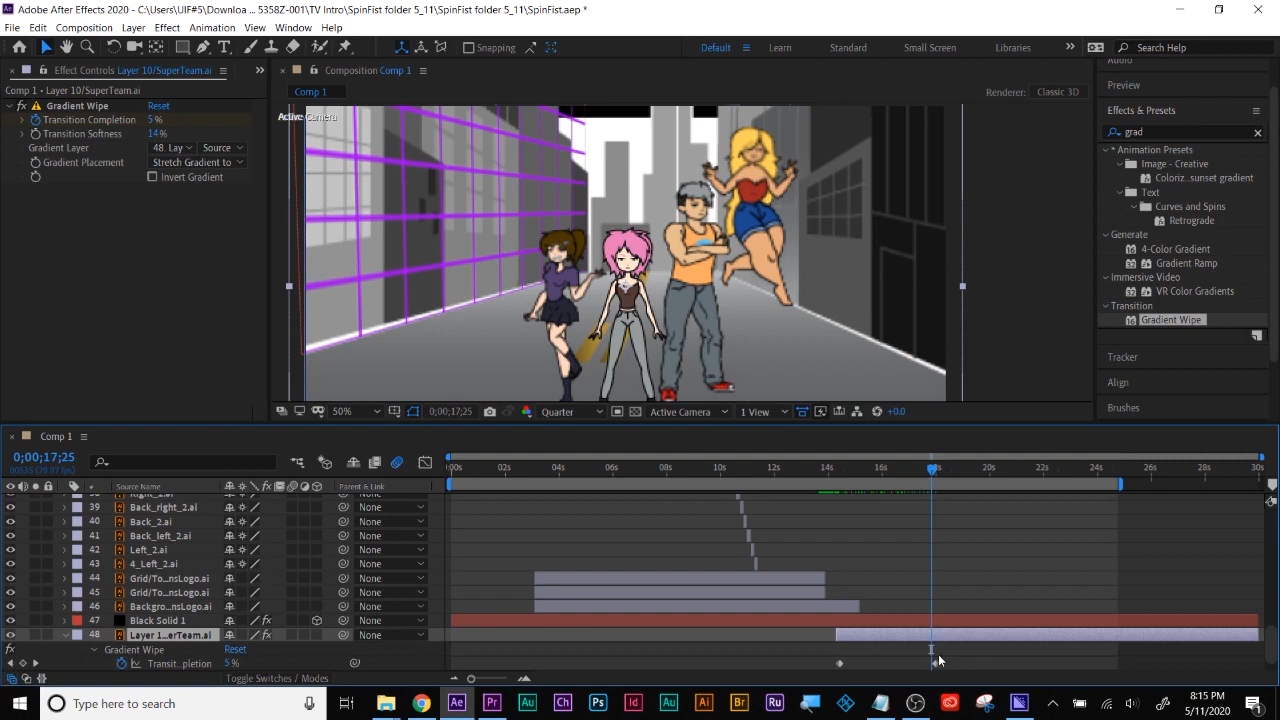 Adobe After Effects 2020 - C:\Users\UIF#5\Downloa ... 5358Z-001\TV Intro\SpinFist folder 5_11\SpinFist folder 5_11\SpinFist.aep *
File Edit Composition Layer Effect Animation View Window Help
Snapping
Default Learn Standard Small Screen Libraries Search Help
Effect Controls Layer 10/SuperTeam.ai
Comp 1 • Layer 10/SuperTeam.ai
Gradient Wipe Reset
Transition Completion 5 %
Transition Softness 14 %
Gradient Layer 48. Lay Source
Gradient Placement Stretch Gradient to
Invert Gradient
Composition Comp 1
Comp 1
Renderer: Classic 3D
Active Camera
50% 0;00;17;25 Quarter Active Camera 1 View +0.0
Audio
Preview
Effects & Presets
grad
* Animation Presets
Image - Creative
Coloriz...sunset gradient
Text
Curves and Spins
Retrograde
Generate
4-Color Gradient
Gradient Ramp
Immersive Video
VR Color Gradients
Transition
Gradient Wipe
Tracker
Align
Brushes
Comp 1
0;00;17;25
00535 (29.97 fps)
# Source Name Parent & Link
:00s 02s 04s 06s 08s 10s 12s 14s 16s 18s 20s 22s 24s 26s 28s 30s
38 Right_2.ai None
39 Back_right_2.ai None
40 Back_2.ai None
41 Back_left_2.ai None
42 Left_2.ai None
43 4_Left_2.ai None
44 Grid/To...nsLogo.ai None
45 Grid/To...nsLogo.ai None
46 Backgro...nsLogo.ai None
47 Black Solid 1 None
48 Layer 1...erTeam.ai None
Gradient Wipe Reset
Transit...pletion 5 %
Toggle Switches / Modes
Type here to search
8:15 PM
5/11/2020